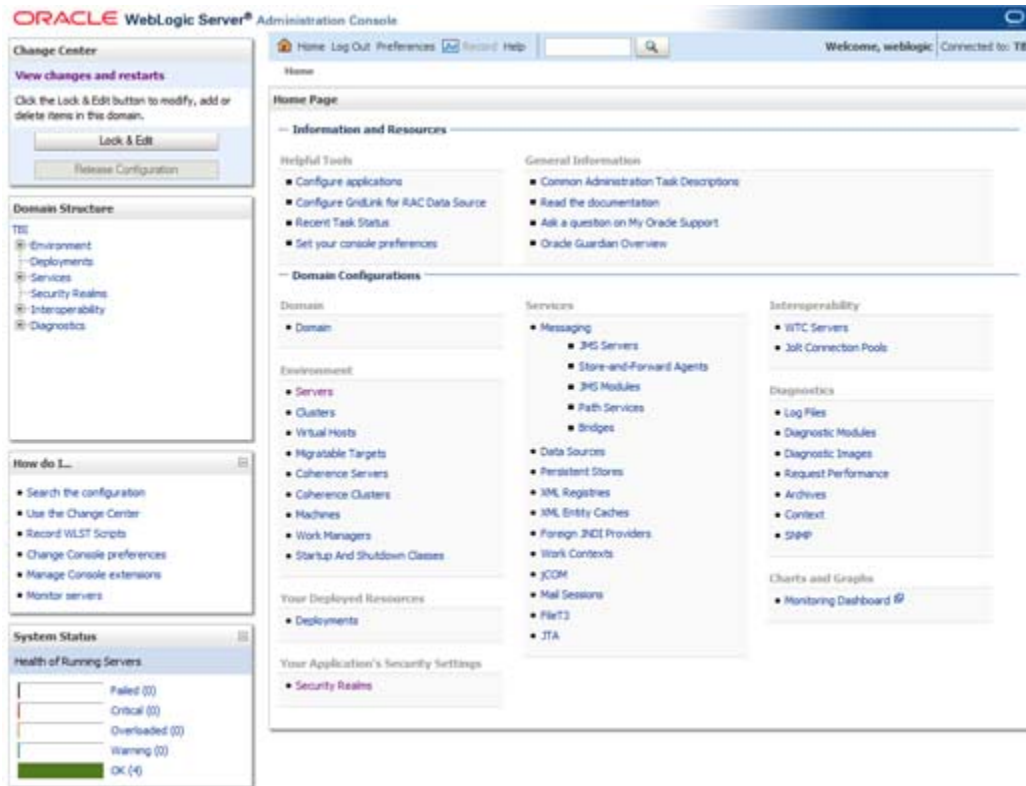 ORACLE WebLogic Server® Administration Console
Change Center
View changes and restarts
Click the Lock & Edit button to modify, add or
delete items in this domain.
Lock & Edit
Release Configuration
Domain Structure
Environment
Deployments
Services
Security Realms
Interoperability
Diagnostics
How do I...
Search the configuration
Use the Change Center
Record WLST Scripts
Change Console preferences
Manage Console extensions
Monitor servers
System Status
Health of Running Servers
Failed (0)
Critical (0)
Overloaded (0)
Warning (0)
OK (4)
Home Log Out Preferences Record Help
Welcome, weblogic Connected to:
Home
Home Page
Information and Resources
Helpful Tools
Configure applications
Configure GridLink for RAC Data Source
Recent Task Status
Set your console preferences
General Information
Common Administration Task Descriptions
Read the documentation
Ask a question on My Oracle Support
Oracle Guardian Overview
Domain Configurations
Domain
Domain
Environment
Servers
Clusters
Virtual Hosts
Migratable Targets
Coherence Servers
Coherence Clusters
Machines
Work Managers
Startup And Shutdown Classes
Your Deployed Resources
Deployments
Your Application's Security Settings
Security Realms
Services
Messaging
JMS Servers
Store-and-Forward Agents
JMS Modules
Path Services
Bridges
Data Sources
Persistent Stores
XML Registries
XML Entity Caches
Foreign JNDI Providers
Work Contexts
jCOM
Mail Sessions
FileT3
JTA
Interoperability
WTC Servers
Jolt Connection Pools
Diagnostics
Log Files
Diagnostic Modules
Diagnostic Images
Request Performance
Archives
Context
SNMP
Charts and Graphs
Monitoring Dashboard